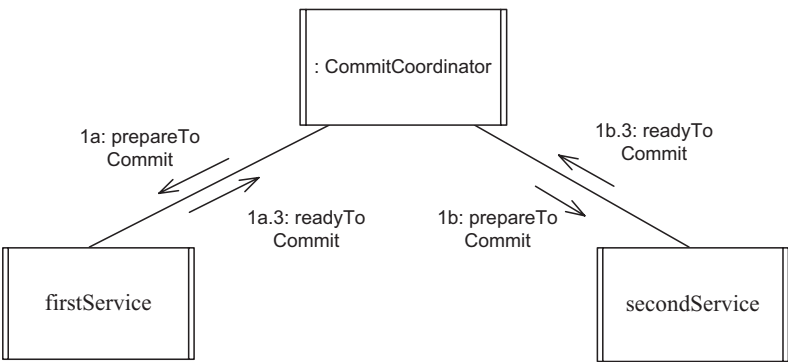 : CommitCoordinator
1a: prepareTo
Commit
1b.3: readyTo
Commit
1a.3: readyTo
Commit
1b: prepareTo
Commit
firstService
secondService